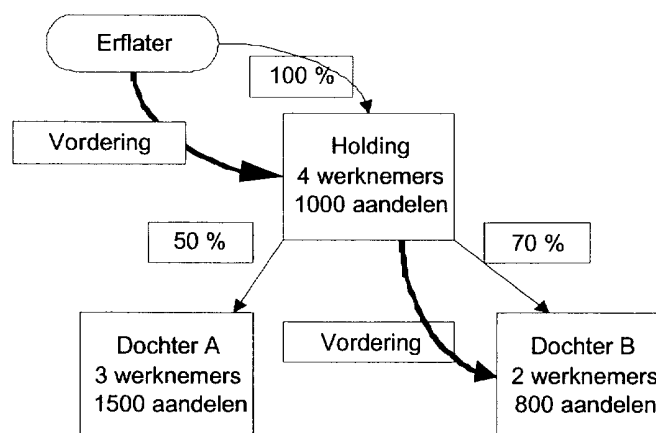 Erflater
100 %
Vordering
Holding
4 werknemers
1000 aandelen
50 %
70 %
Vordering
Dochter A
3 werknemers
1500 aandelen
Dochter B
2 werknemers
800 aandelen